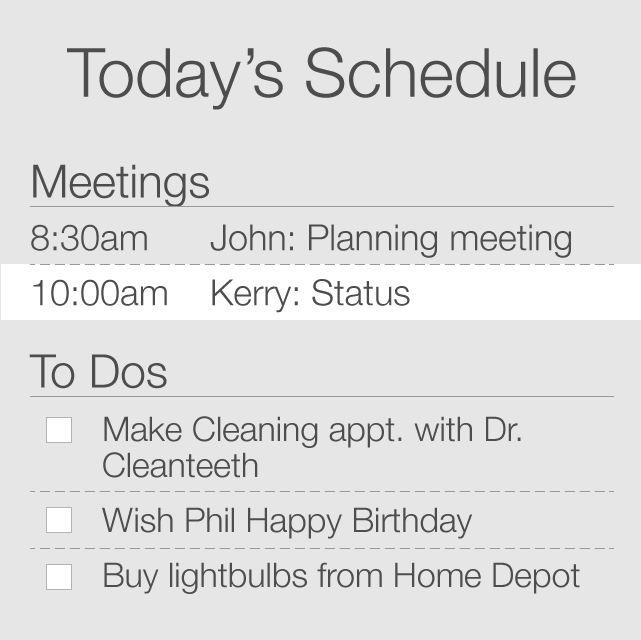 Today’s Schedule
Meetings
8:30am John: Planning meeting
10:00am Kerry: Status
To Dos
Make Cleaning appt. with Dr.
Cleanteeth
Wish Phil Happy Birthday
Buy lightbulbs from Home Depot